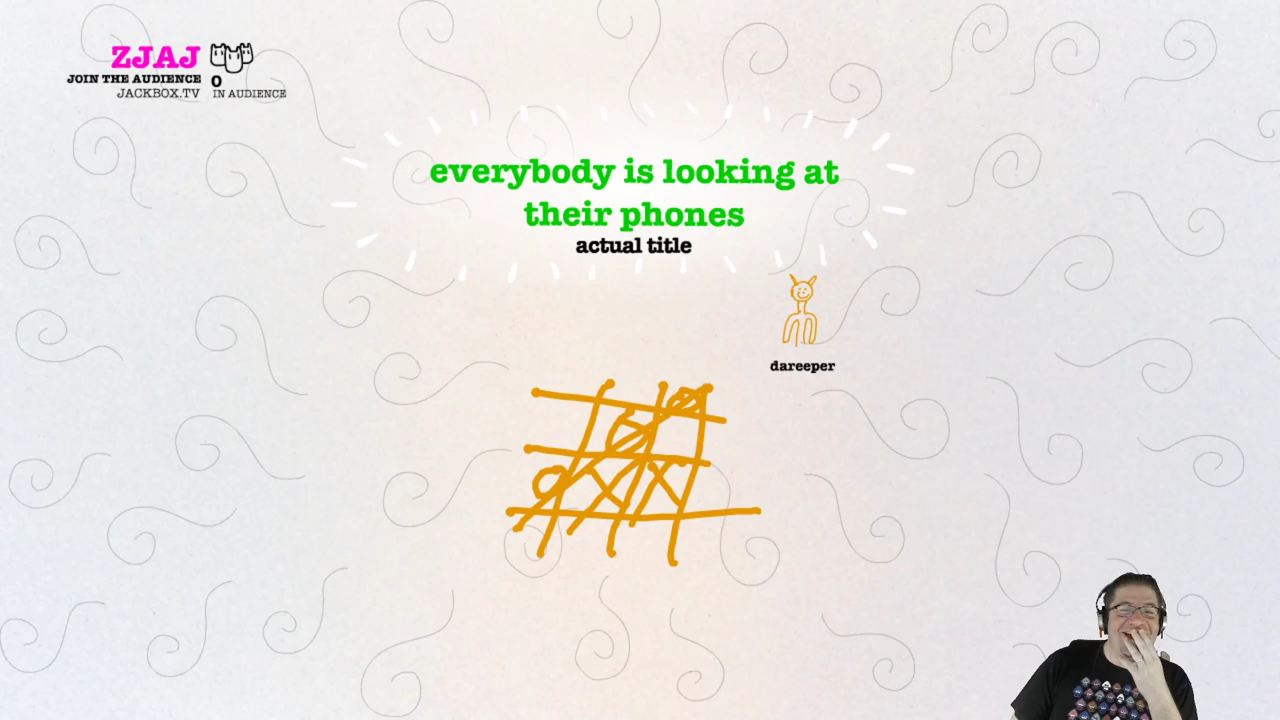 ZJAJ
JOIN THE AUDIENCE 0
JACKBOX.TV IN AUDIENCE
everybody is looking at
their phones
actual title
dareeper